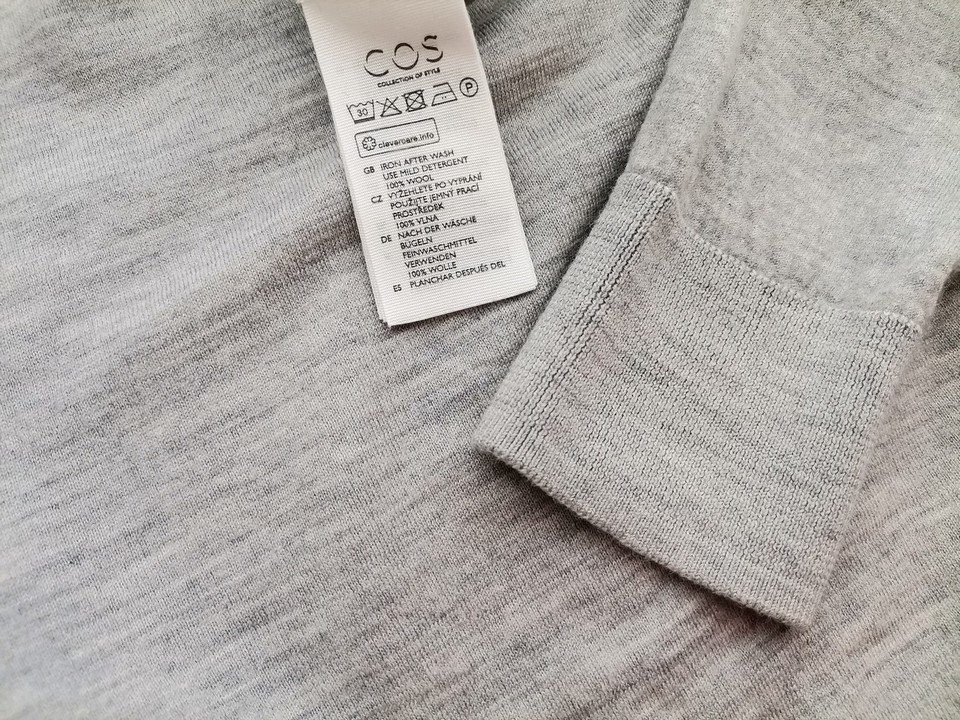 COS
COLLECTION OF STYLE
30 P
clevercare.info
GB IRON AFTER WASH
USE MILD DETERGENT
100% WOOL
CZ VYŽEHLETE PO VYPRÁNÍ
POUŽIJTE JEMNÝ PRACÍ
PROSTŘEDEK
100% VLNA
DE NACH DER WÄSCHE
BÜGELN
FEINWASCHMITTEL
VERWENDEN
100% WOLLE
ES PLANCHAR DESPUÉS DEL